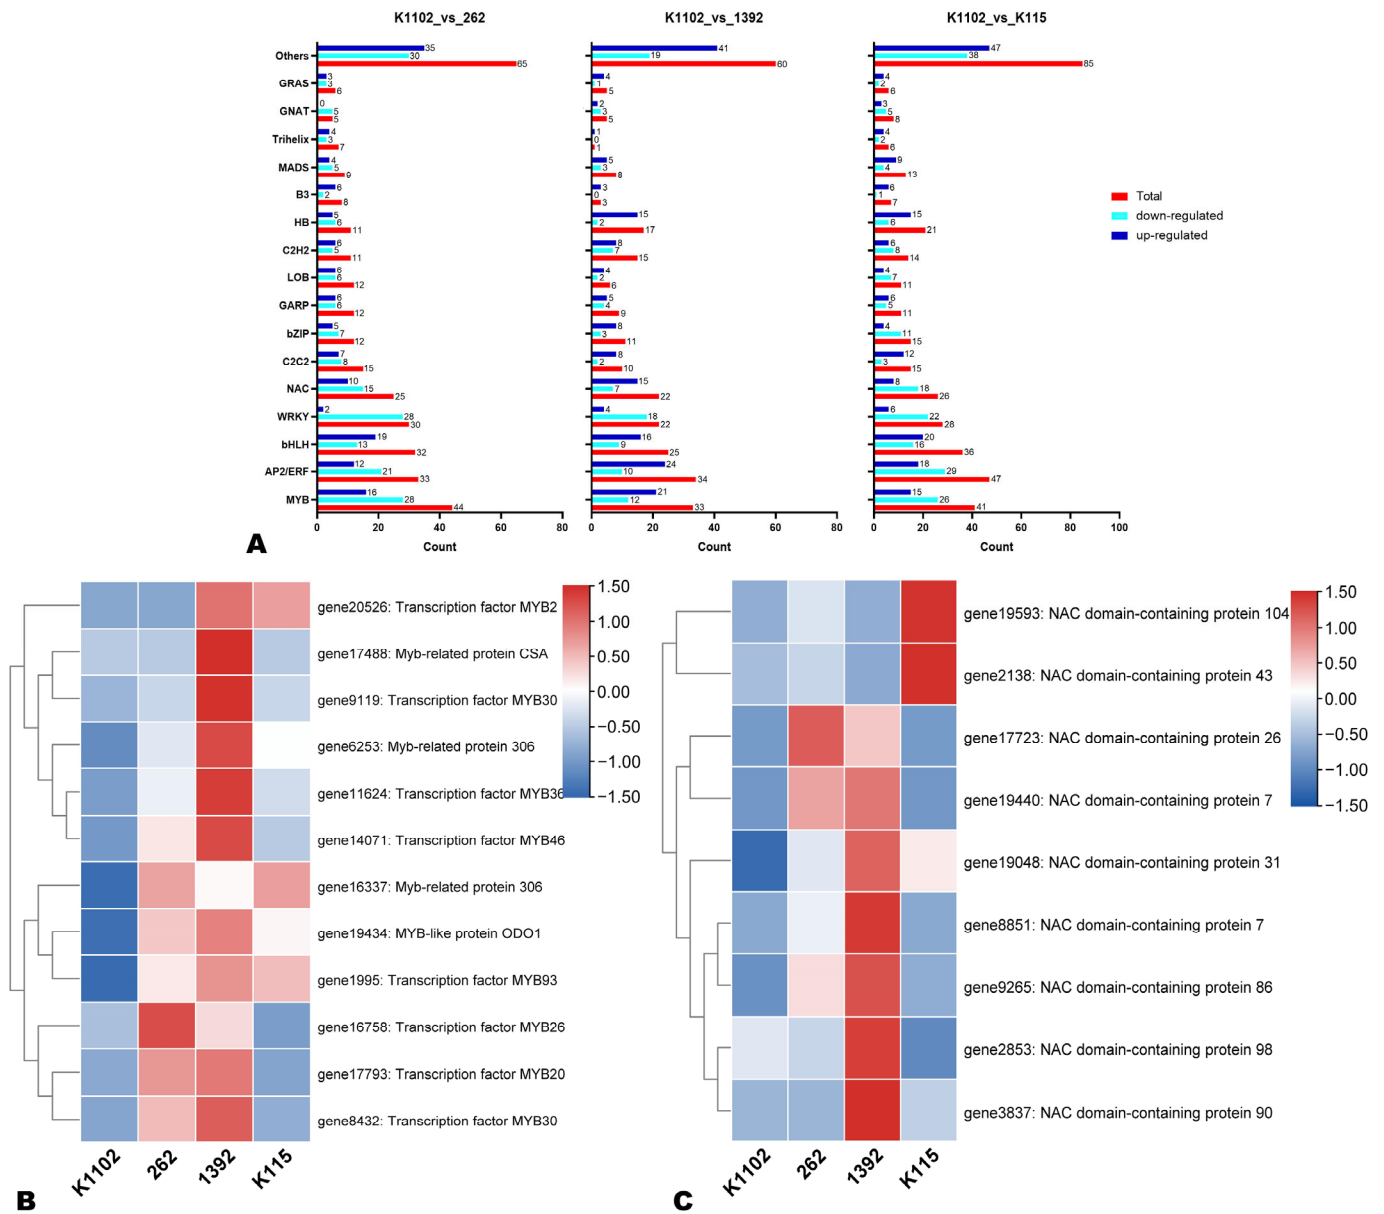 K1102_vs_262
K1102_vs_1392
K1102_vs_K115
Others 35 30 65 41 19 60 47 38 85
GRAS 3 3 6 4 1 5 4 2 6
GNAT 0 5 5 2 3 5 3 5 8
Trihelix 4 3 7 1 0 1 4 2 6
MADS 4 5 9 5 3 8 9 4 13
B3 6 2 8 3 0 3 6 1 7
HB 5 6 11 15 2 17 15 6 21
C2H2 6 5 11 8 7 15 6 8 14
LOB 6 6 12 4 2 6 4 7 11
GARP 6 6 12 5 4 9 6 5 11
bZIP 5 7 12 8 3 11 4 11 15
C2C2 7 8 15 8 2 10 12 3 15
NAC 10 15 25 15 7 22 8 18 26
WRKY 2 28 30 4 18 22 6 22 28
bHLH 19 13 32 16 9 25 20 16 36
AP2/ERF 12 21 33 24 10 34 18 29 47
MYB 16 28 44 21 12 33 15 26 41
0 20 40 60 80
0 20 40 60 80
0 20 40 60 80 100
Count
Count
Count
Total
down-regulated
up-regulated
A
gene20526: Transcription factor MYB2
gene17488: Myb-related protein CSA
gene9119: Transcription factor MYB30
gene6253: Myb-related protein 306
gene11624: Transcription factor MYB36
gene14071: Transcription factor MYB46
gene16337: Myb-related protein 306
gene19434: MYB-like protein ODO1
gene1995: Transcription factor MYB93
gene16758: Transcription factor MYB26
gene17793: Transcription factor MYB20
gene8432: Transcription factor MYB30
1.50
1.00
0.50
0.00
−0.50
−1.00
−1.50
K1102 262 1392 K115
B
gene19593: NAC domain-containing protein 104
gene2138: NAC domain-containing protein 43
gene17723: NAC domain-containing protein 26
gene19440: NAC domain-containing protein 7
gene19048: NAC domain-containing protein 31
gene8851: NAC domain-containing protein 7
gene9265: NAC domain-containing protein 86
gene2853: NAC domain-containing protein 98
gene3837: NAC domain-containing protein 90
1.50
1.00
0.50
0.00
−0.50
−1.00
−1.50
K1102 262 1392 K115
C